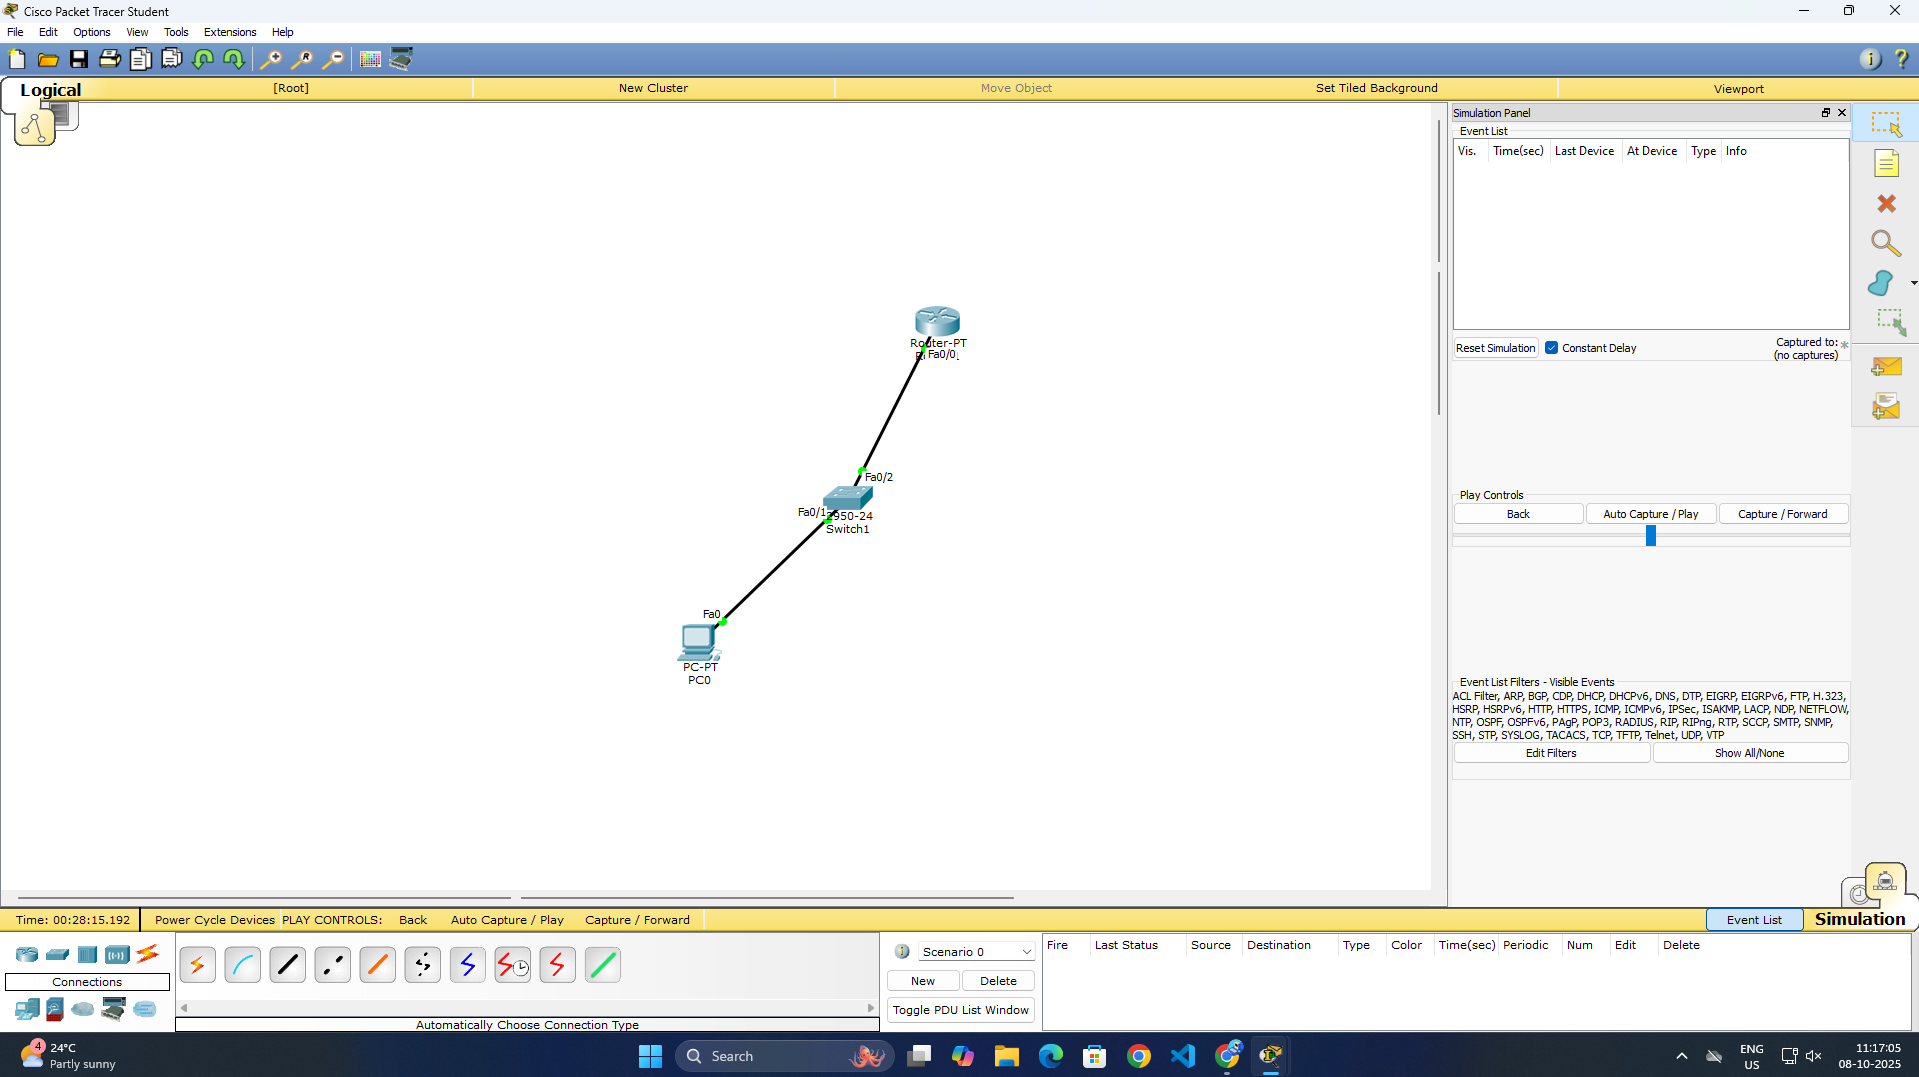 Cisco Packet Tracer Student
File Edit Options View Tools Extensions Help
Logical [Root] New Cluster Move Object Set Tiled Background Viewport
Simulation Panel
Event List
Vis. Time(sec) Last Device At Device Type Info
Router-PT
Fa0/0
Reset Simulation Constant Delay Captured to:
(no captures)
Fa0/2
Fa0/1
2950-24
Switch1
Play Controls
Back Auto Capture / Play Capture / Forward
Fa0
PC-PT
PC0
Event List Filters - Visible Events
ACL Filter, ARP, BGP, CDP, DHCP, DHCPv6, DNS, DTP, EIGRP, EIGRPv6, FTP, H.323,
HSRP, HSRPv6, HTTP, HTTPS, ICMP, ICMPv6, IPSec, ISAKMP, LACP, NDP, NETFLOW,
NTP, OSPF, OSPFv6, PAgP, POP3, RADIUS, RIP, RIPng, RTP, SCCP, SMTP, SNMP,
SSH, STP, SYSLOG, TACACS, TCP, TFTP, Telnet, UDP, VTP
Edit Filters Show All/None
Time: 00:28:15.192 Power Cycle Devices PLAY CONTROLS: Back Auto Capture / Play Capture / Forward Event List Simulation
Connections
Automatically Choose Connection Type
Scenario 0
New Delete
Toggle PDU List Window
Fire Last Status Source Destination Type Color Time(sec) Periodic Num Edit Delete
4
24°C
Partly sunny
Search
ENG
US
11:17:05
08-10-2025